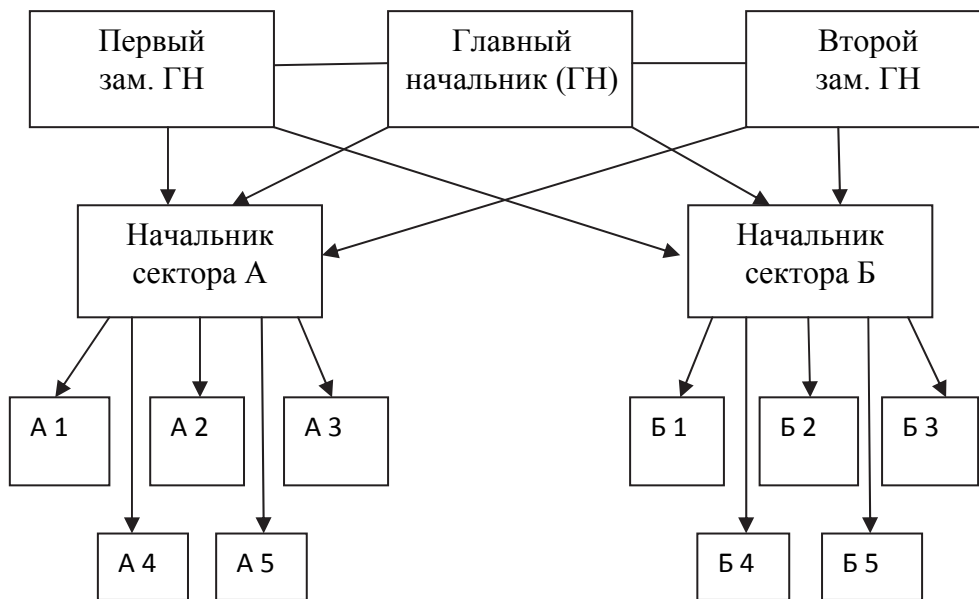 Первый
зам. ГН
Главный
начальник (ГН)
Второй
зам. ГН
Начальник
сектора А
Начальник
сектора Б
А 1
А 2
А 3
Б 1
Б 2
Б 3
А 4
А 5
Б 4
Б 5